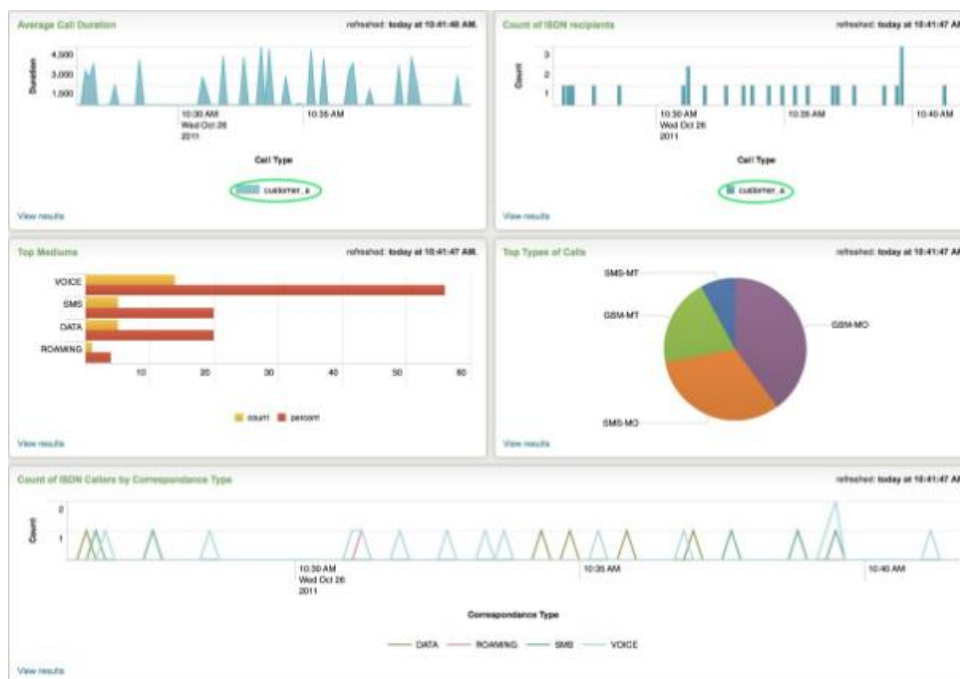 Average Call Duration
refreshed: today at 10:41:48 AM.
Duration
4,500
3,000
1,500
10:30 AM
Wed Oct 26
2011
10:35 AM
Call Type
customer_a
View results
Count of ISDN recipients
refreshed: today at 10:41:47 AM
Count
3
2
1
10:30 AM
Wed Oct 26
2011
10:35 AM
10:40 AM
Call Type
customer_a
View results
Top Mediums
refreshed: today at 10:41:47 AM.
VOICE
SMS
DATA
ROAMING
10 20 30 40 50 60
count percent
View results
Top Types of Calls
refreshed: today at 10:41:47 AM
SMS-MT
GSM-MT
GSM-MO
SMS-MO
View results
Count of ISDN Callers by Correspondance Type
refreshed: today at 10:41:47 AM
Count
2
1
10:30 AM
Wed Oct 26
2011
10:35 AM
10:40 AM
Correspondance Type
DATA ROAMING SMS VOICE
View results